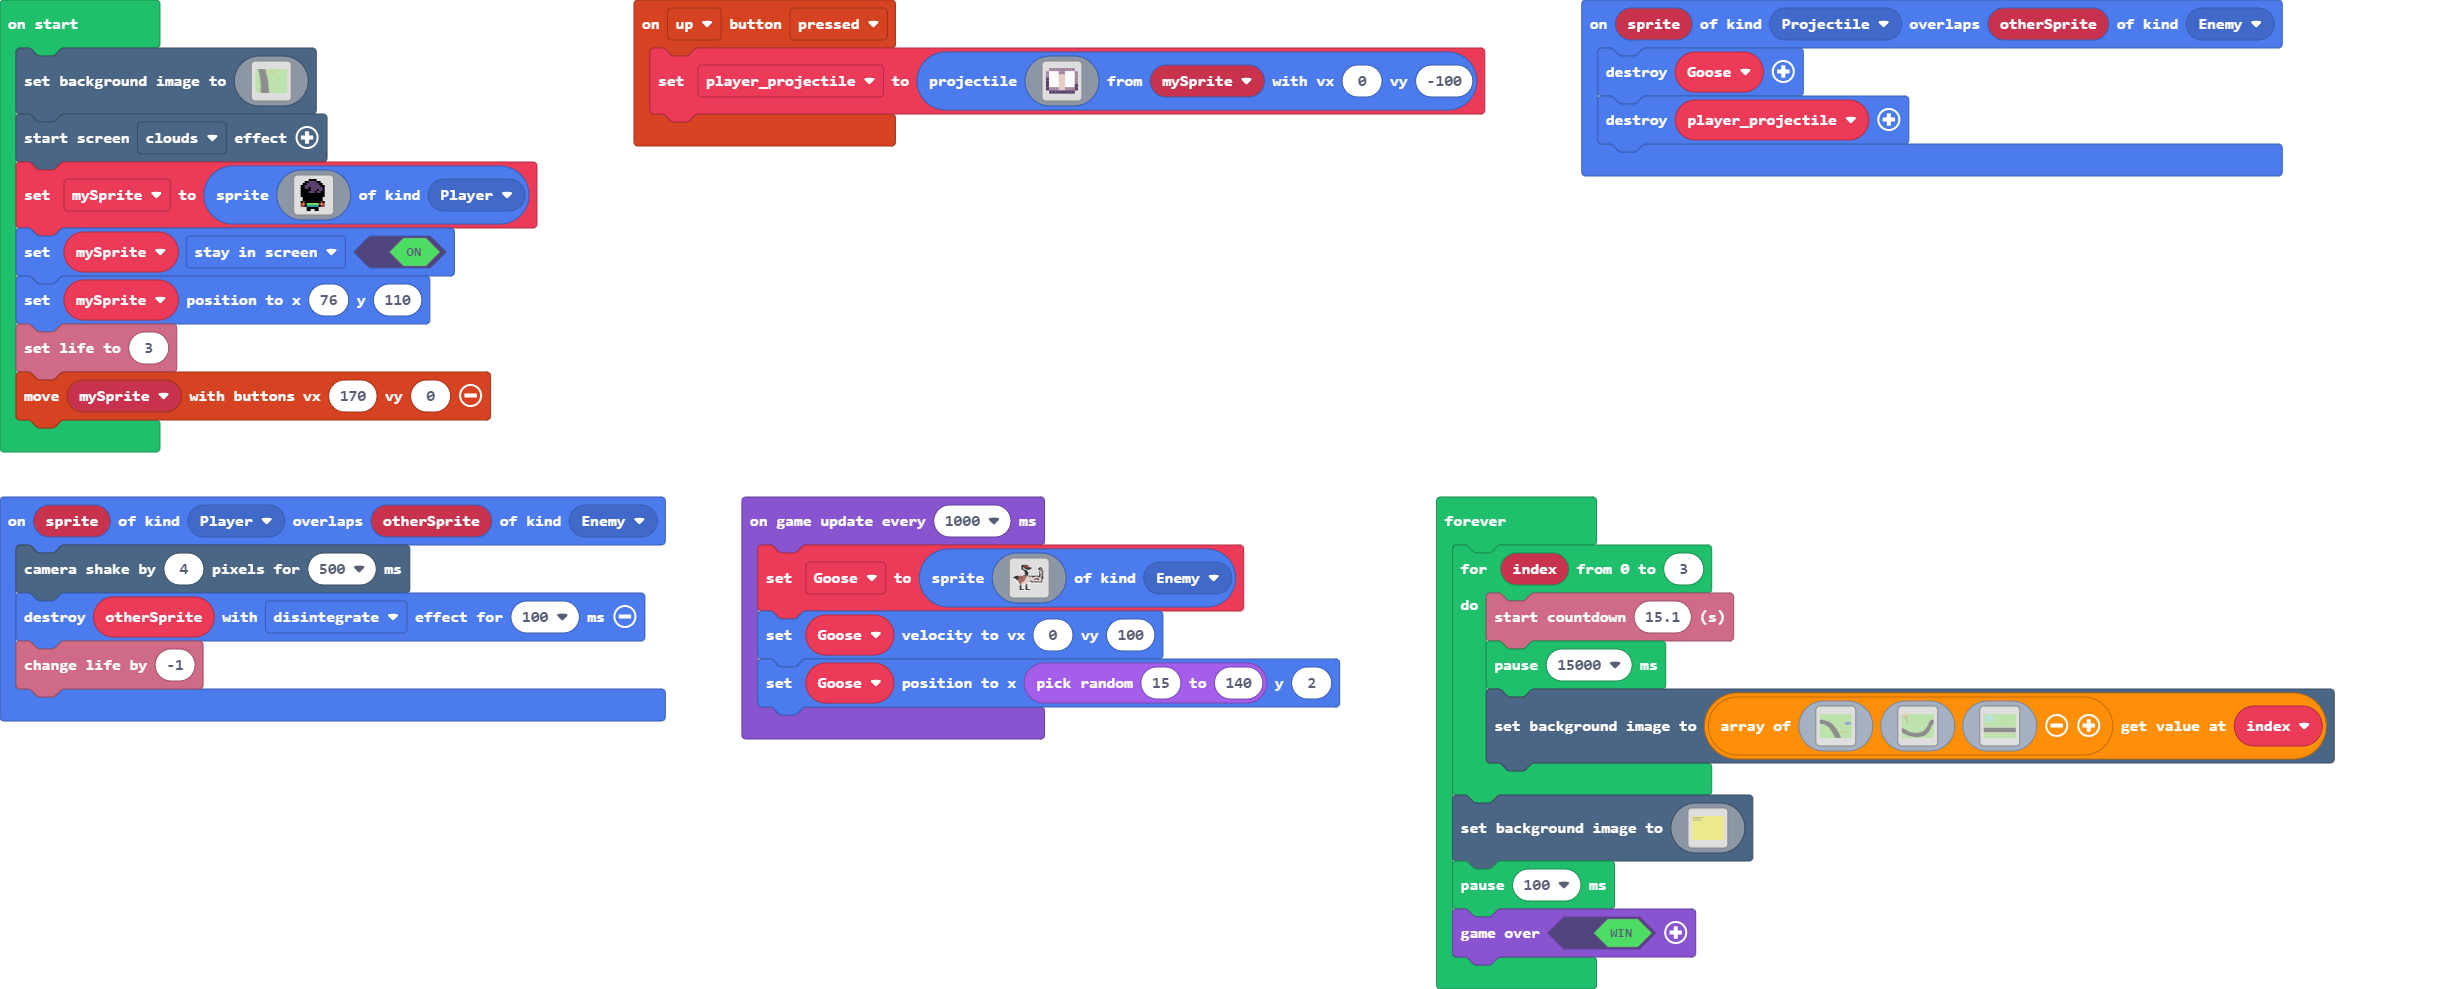 on start
set background image to
start screen clouds effect
set mySprite to sprite of kind Player
set mySprite stay in screen ON
set mySprite position to x 76 y 110
set life to 3
move mySprite with buttons vx 170 vy 0
on up button pressed
set player_projectile to projectile from mySprite with vx 0 vy -100
on sprite of kind Projectile overlaps otherSprite of kind Enemy
destroy Goose
destroy player_projectile
on sprite of kind Player overlaps otherSprite of kind Enemy
camera shake by 4 pixels for 500 ms
destroy otherSprite with disintegrate effect for 100 ms
change life by -1
on game update every 1000 ms
set Goose to sprite of kind Enemy
set Goose velocity to vx 0 vy 100
set Goose position to x pick random 15 to 140 y 2
forever
for index from 0 to 3
do
start countdown 15.1 (s)
pause 15000 ms
set background image to array of get value at index
set background image to
pause 100 ms
game over WIN